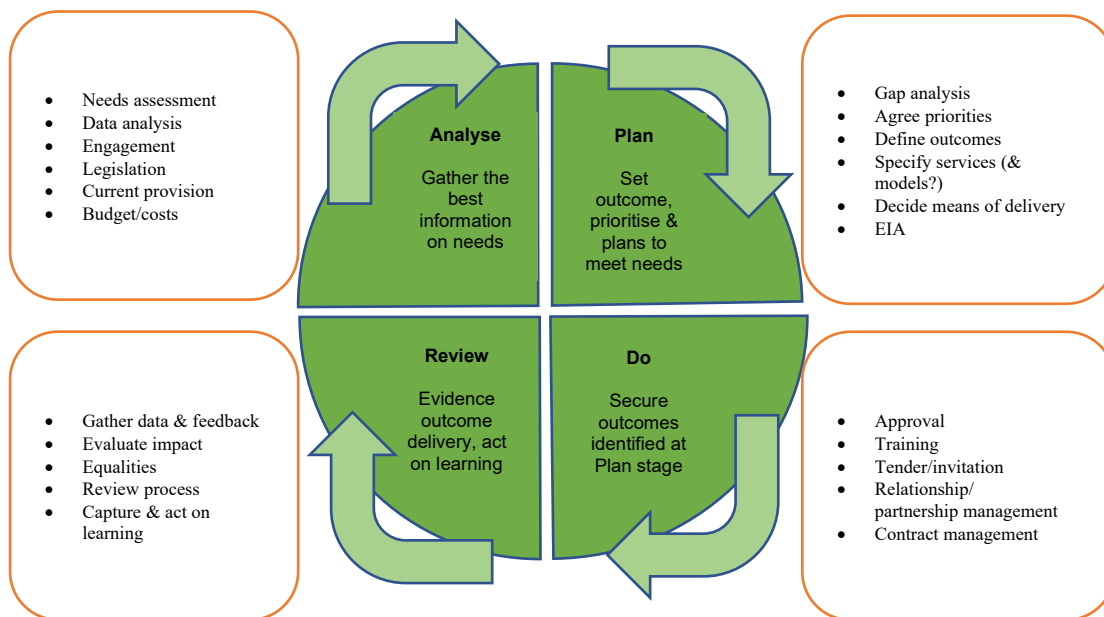 • Needs assessment
• Data analysis
• Engagement
• Legislation
• Current provision
• Budget/costs
Analyse
Gather the
best
information
on needs
Plan
Set
outcome,
prioritise &
plans to
meet needs
• Gap analysis
• Agree priorities
• Define outcomes
• Specify services (&
models?)
• Decide means of delivery
• EIA
• Gather data & feedback
• Evaluate impact
• Equalities
• Review process
• Capture & act on
learning
Review
Evidence
outcome
delivery, act
on learning
Do
Secure
outcomes
identified at
Plan stage
• Approval
• Training
• Tender/invitation
• Relationship/
partnership management
• Contract management